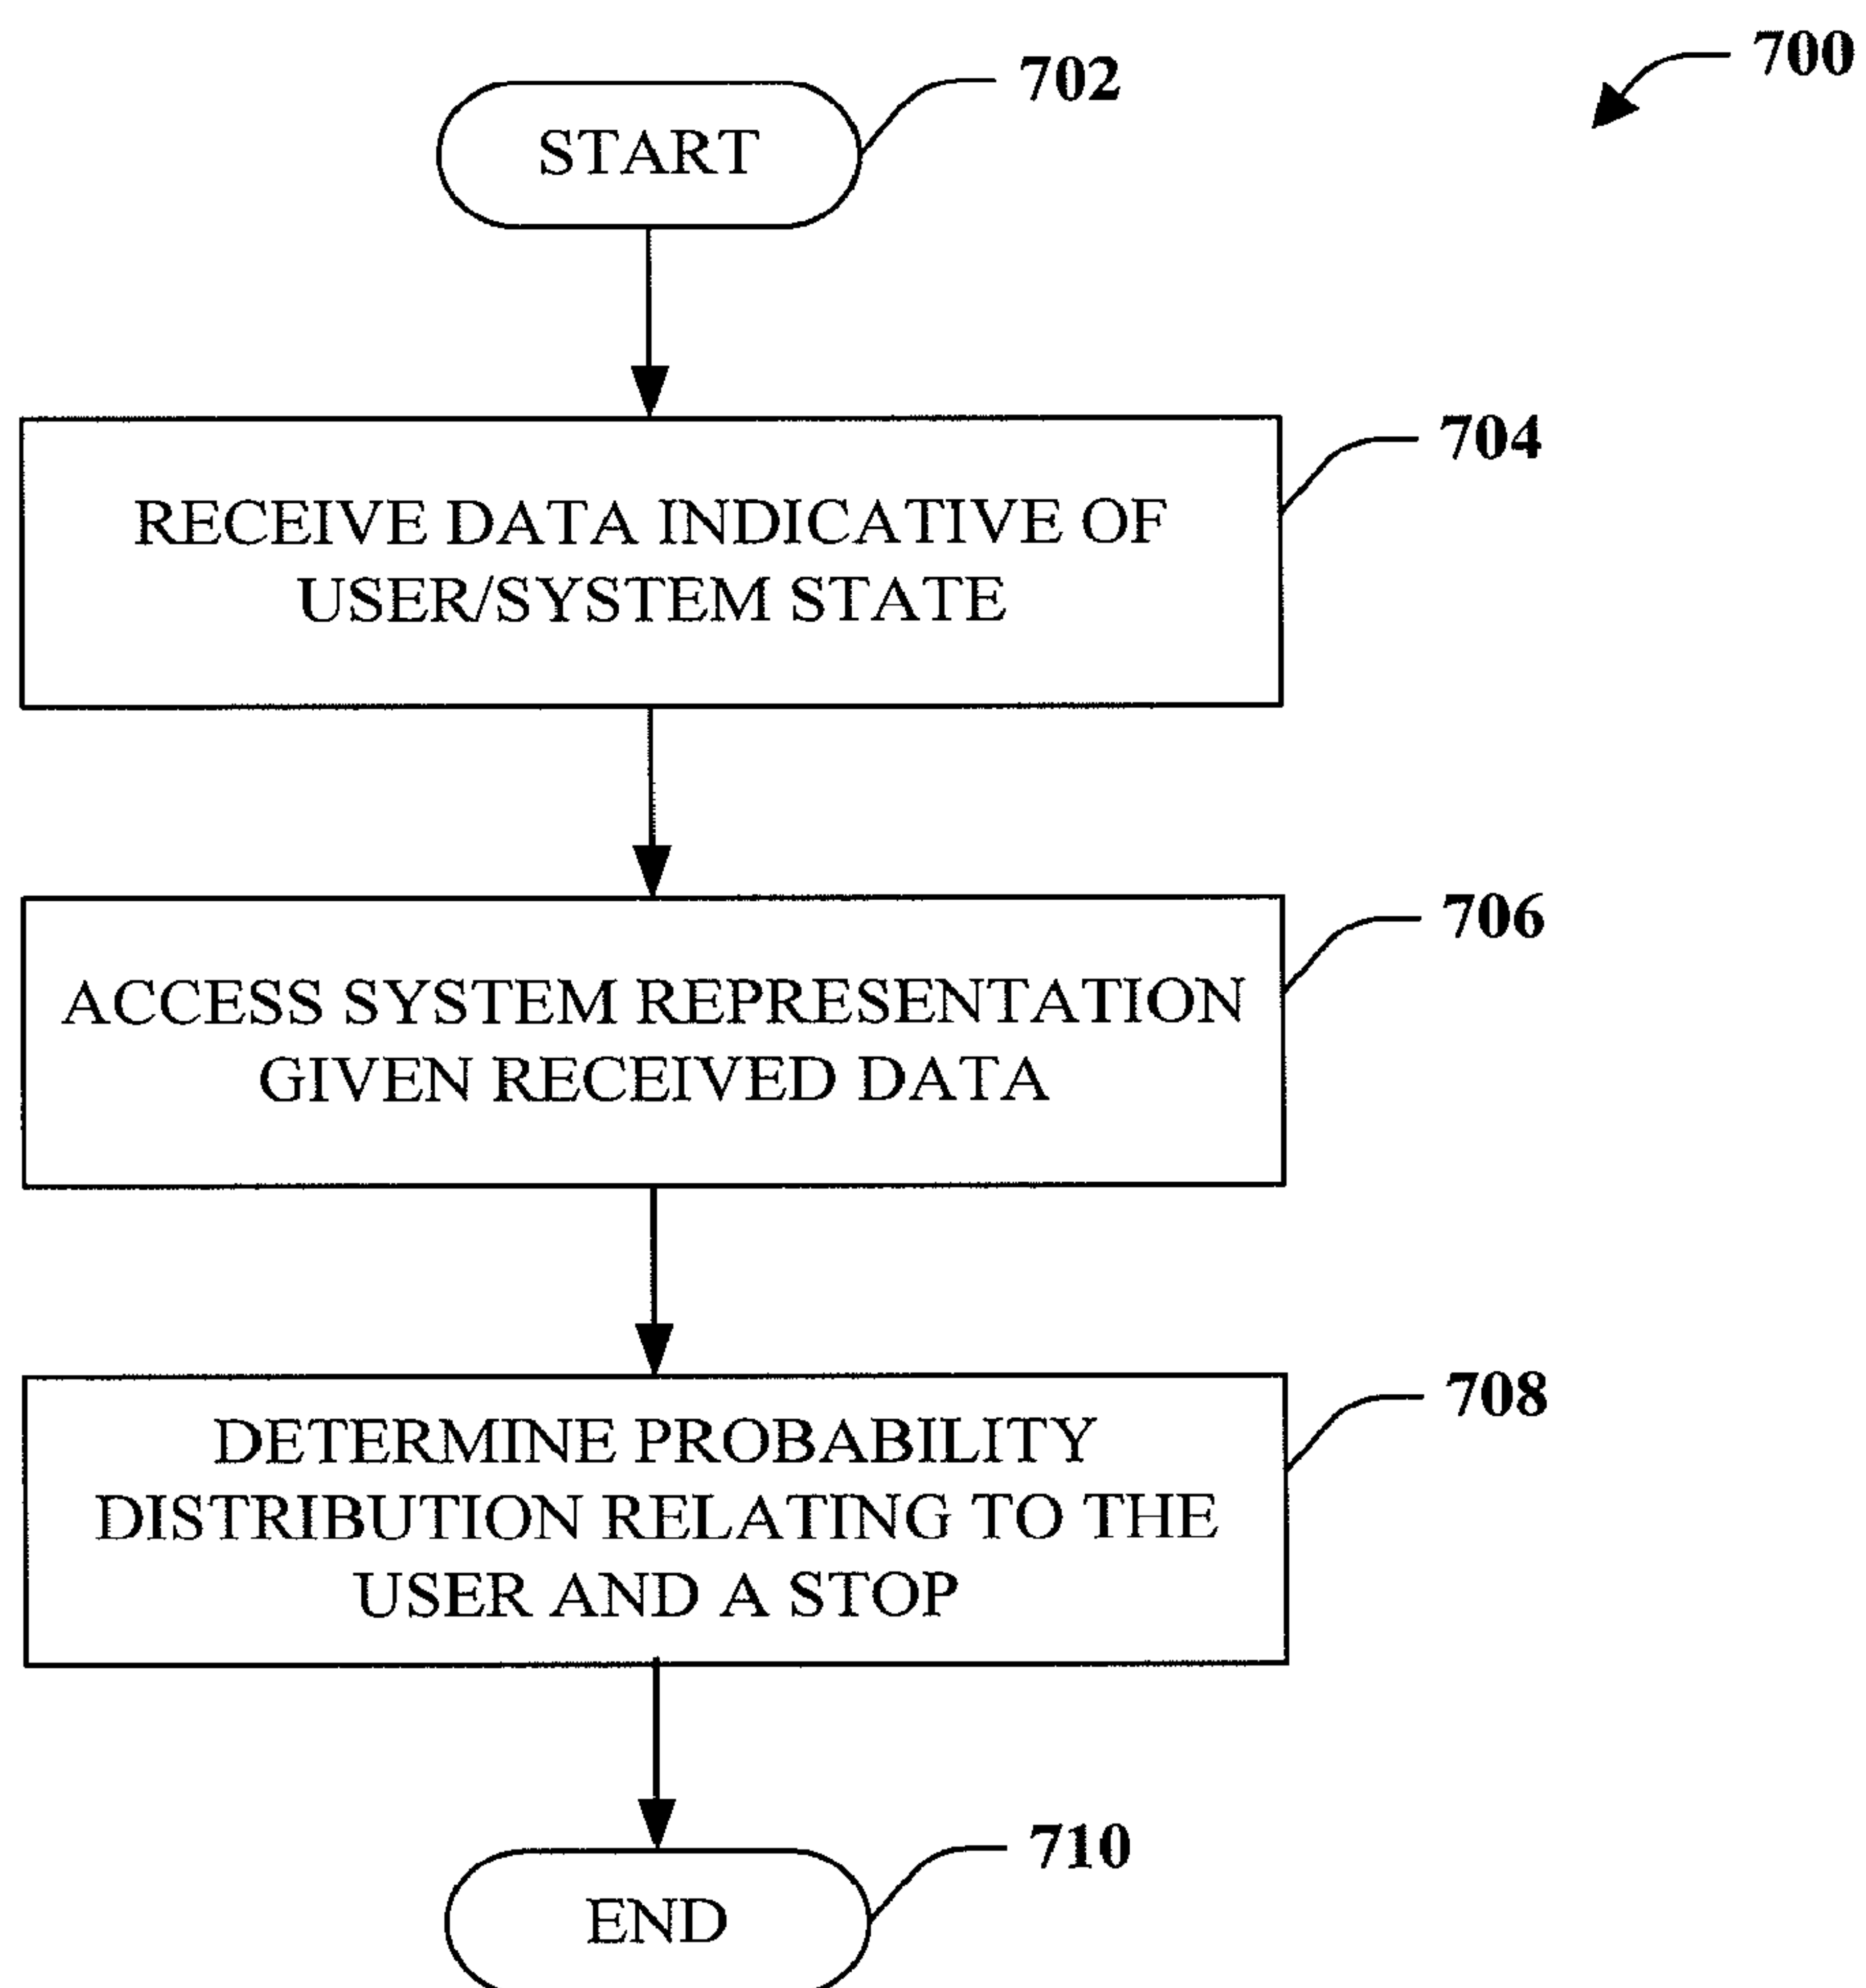 700
702
START
704
RECEIVE DATA INDICATIVE OF
USER/SYSTEM STATE
706
ACCESS SYSTEM REPRESENTATION
GIVEN RECEIVED DATA
708
DETERMINE PROBABILITY
DISTRIBUTION RELATING TO THE
USER AND A STOP
710
END